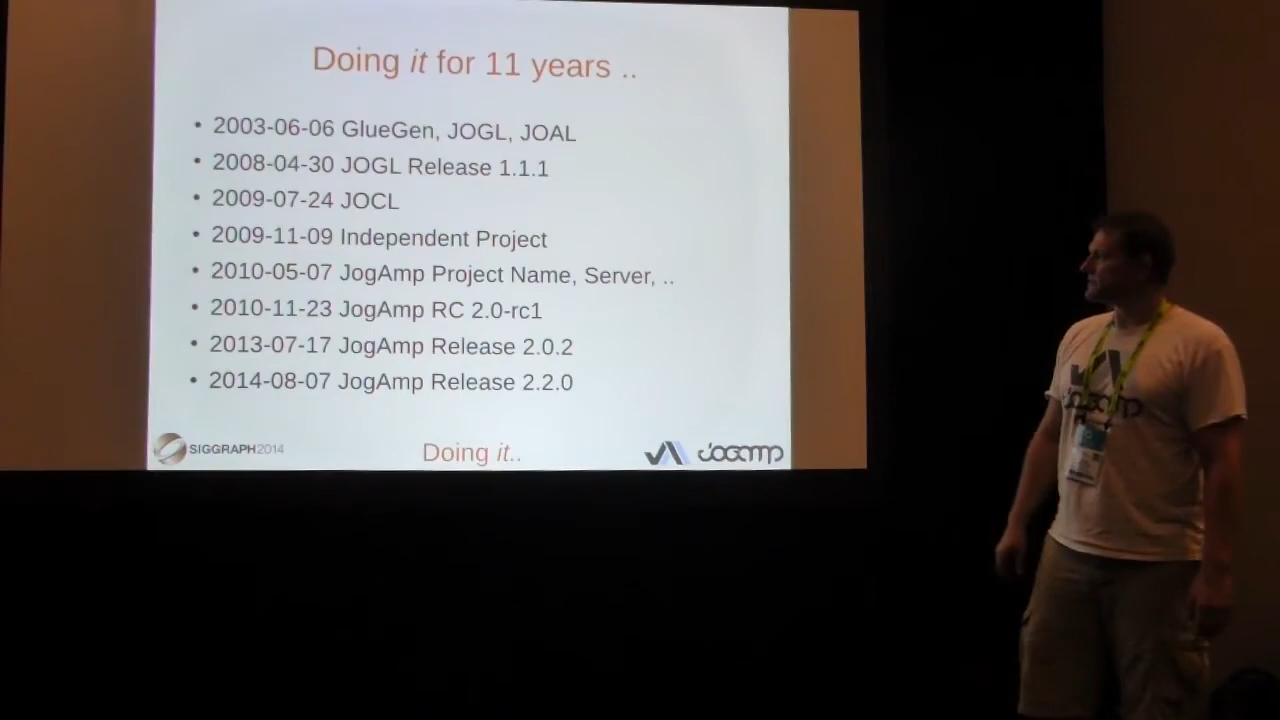 Doing it for 11 years ..
• 2003-06-06 GlueGen, JOGL, JOAL
• 2008-04-30 JOGL Release 1.1.1
• 2009-07-24 JOCL
• 2009-11-09 Independent Project
• 2010-05-07 JogAmp Project Name, Server, ..
• 2010-11-23 JogAmp RC 2.0-rc1
• 2013-07-17 JogAmp Release 2.0.2
• 2014-08-07 JogAmp Release 2.2.0
SIGGRAPH2014
Doing it..
JogAmp
JogAmp